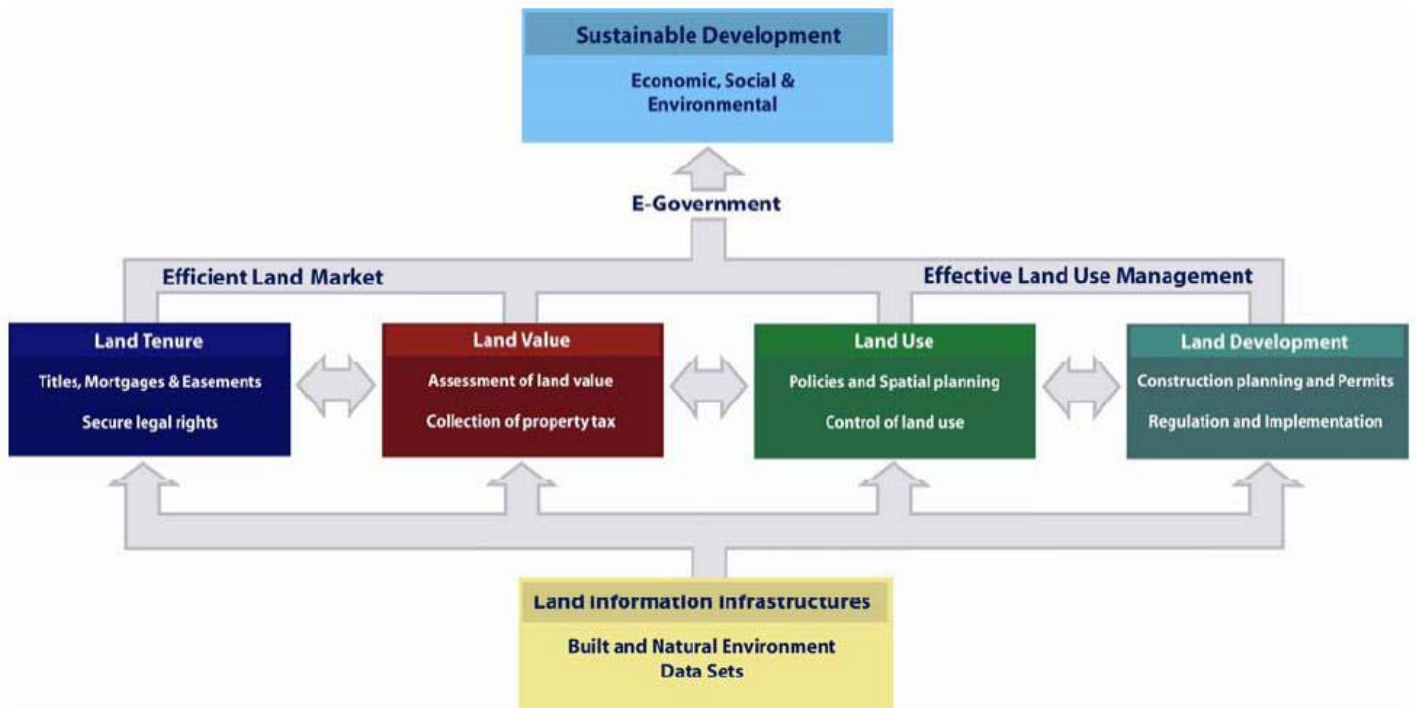 Sustainable Development
Economic, Social &
Environmental
E-Government
Efficient Land Market
Effective Land Use Management
Land Tenure
Titles, Mortgages & Easements
Secure legal rights
Land Value
Assessment of land value
Collection of property tax
Land Use
Policies and Spatial planning
Control of land use
Land Development
Construction planning and Permits
Regulation and Implementation
Land Information Infrastructures
Built and Natural Environment
Data Sets